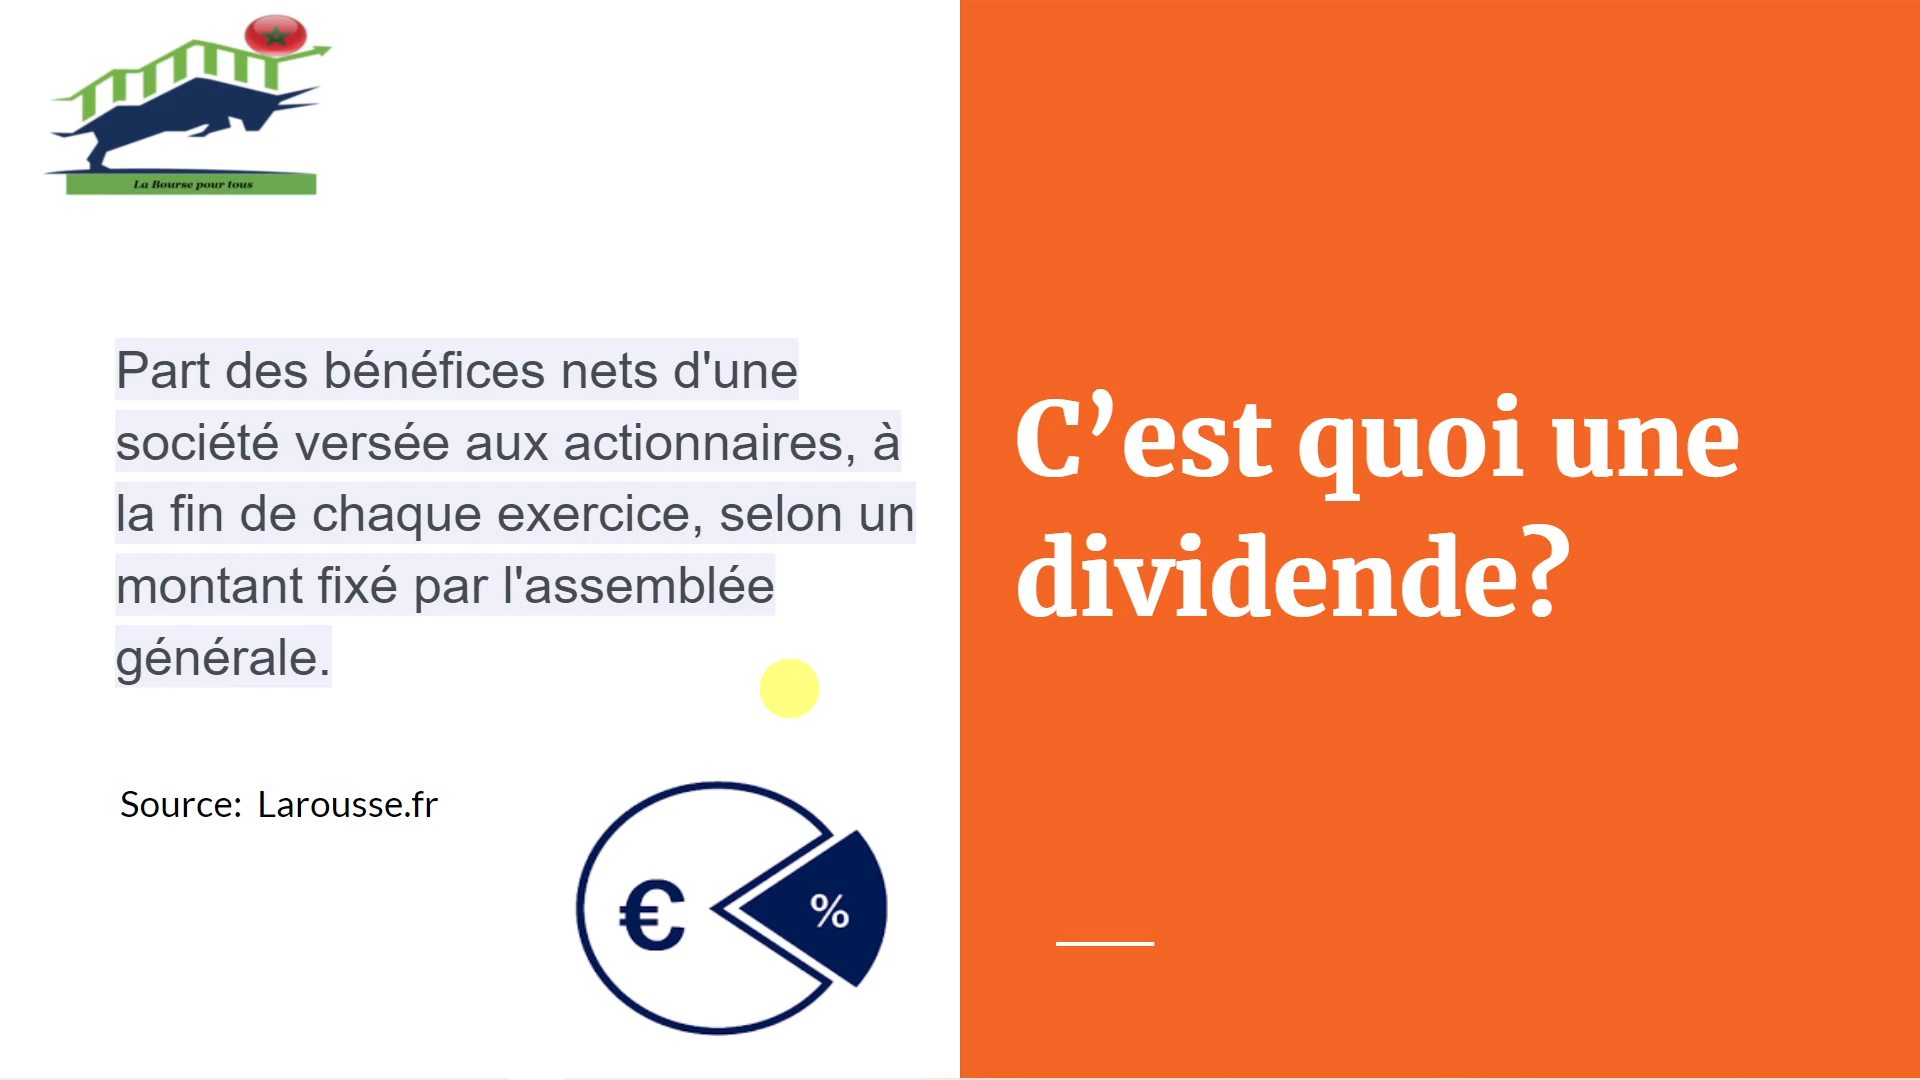 La Bourse pour tous
Part des bénéfices nets d'une
société versée aux actionnaires, à
la fin de chaque exercice, selon un
montant fixé par l'assemblée
générale.
Source: Larousse.fr
€
%
C’est quoi une
dividende?